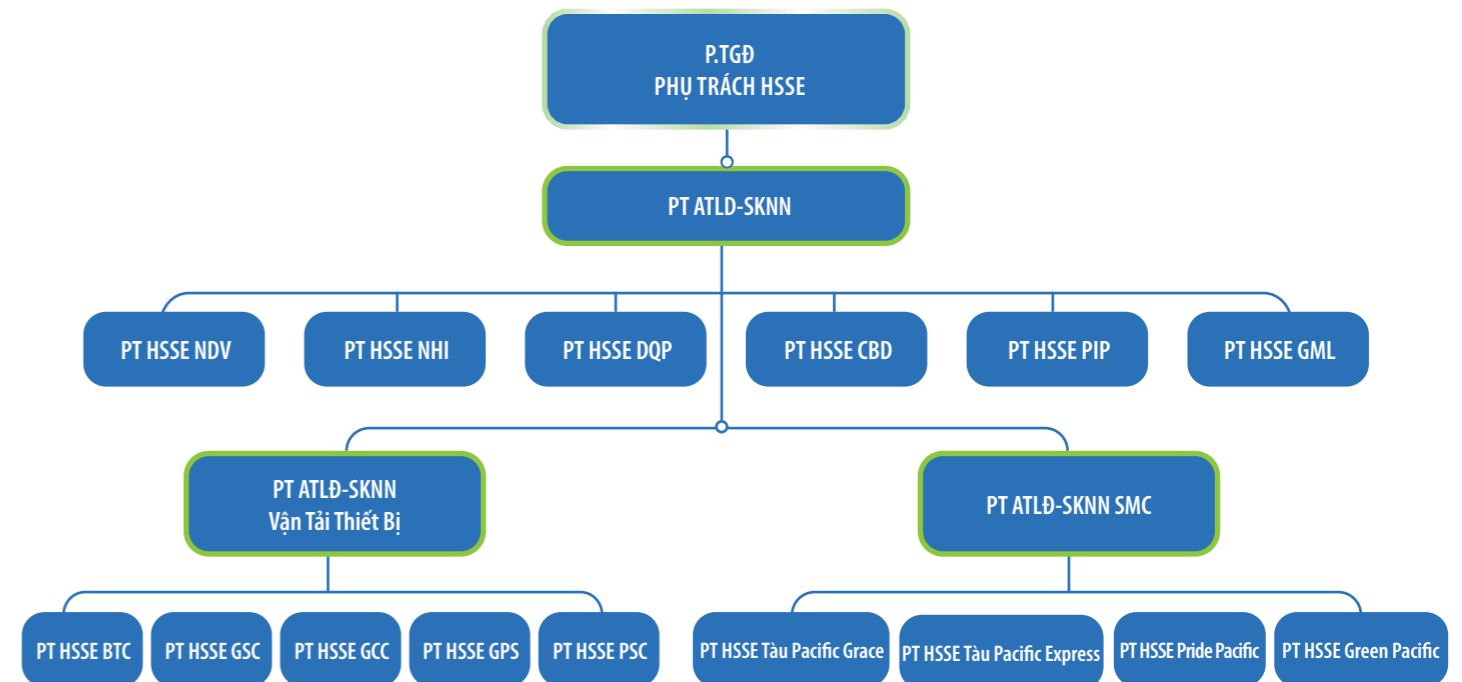 P.TGĐ
PHỤ TRÁCH HSSE
PT ATLD-SKNN
PT HSSE NDV
PT HSSE NHI
PT HSSE DQP
PT HSSE CBD
PT HSSE PIP
PT HSSE GML
PT ATLĐ-SKNN
Vận Tải Thiết Bị
PT ATLĐ-SKNN SMC
PT HSSE BTC
PT HSSE GSC
PT HSSE GCC
PT HSSE GPS
PT HSSE PSC
PT HSSE Tàu Pacific Grace
PT HSSE Tàu Pacific Express
PT HSSE Pride Pacific
PT HSSE Green Pacific